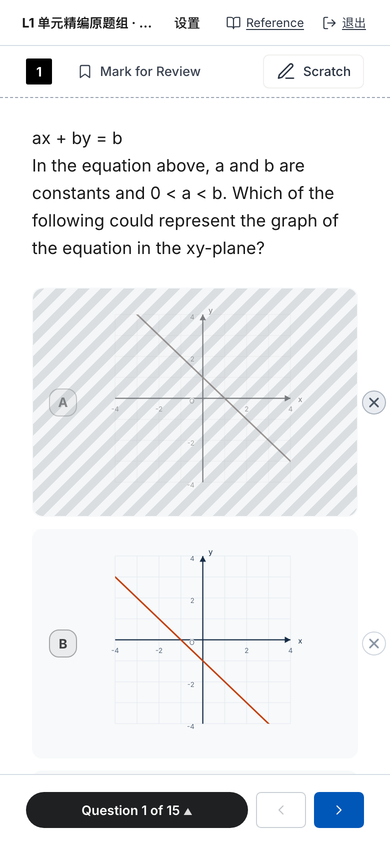 L1 单元精编原题组 · ... 设置 Reference 退出
1 Mark for Review Scratch
ax + by = b
In the equation above, a and b are
constants and 0 < a < b. Which of the
following could represent the graph of
the equation in the xy-plane?
A
y
4
2
-4 -2 O 2 4 x
-2
-4
B
y
4
2
O x
-4 -2 2 4
-2
-4
Question 1 of 15 ▲